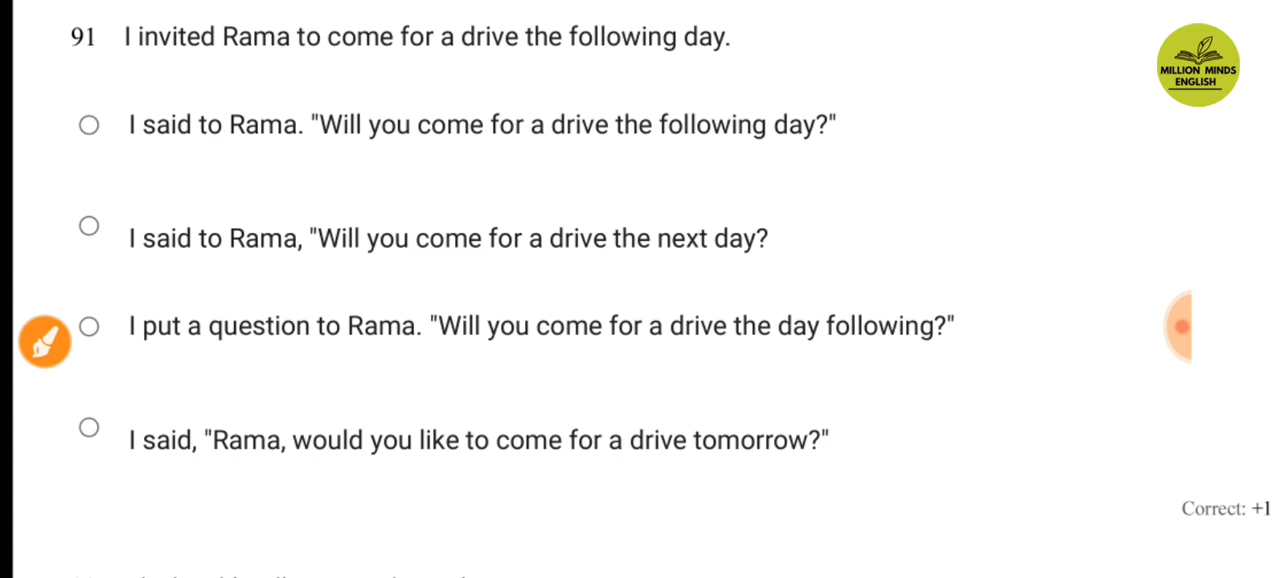 91 I invited Rama to come for a drive the following day.
MILLION MINDS
ENGLISH
I said to Rama. "Will you come for a drive the following day?"
I said to Rama, "Will you come for a drive the next day?
I put a question to Rama. "Will you come for a drive the day following?"
I said, "Rama, would you like to come for a drive tomorrow?"
Correct: +1